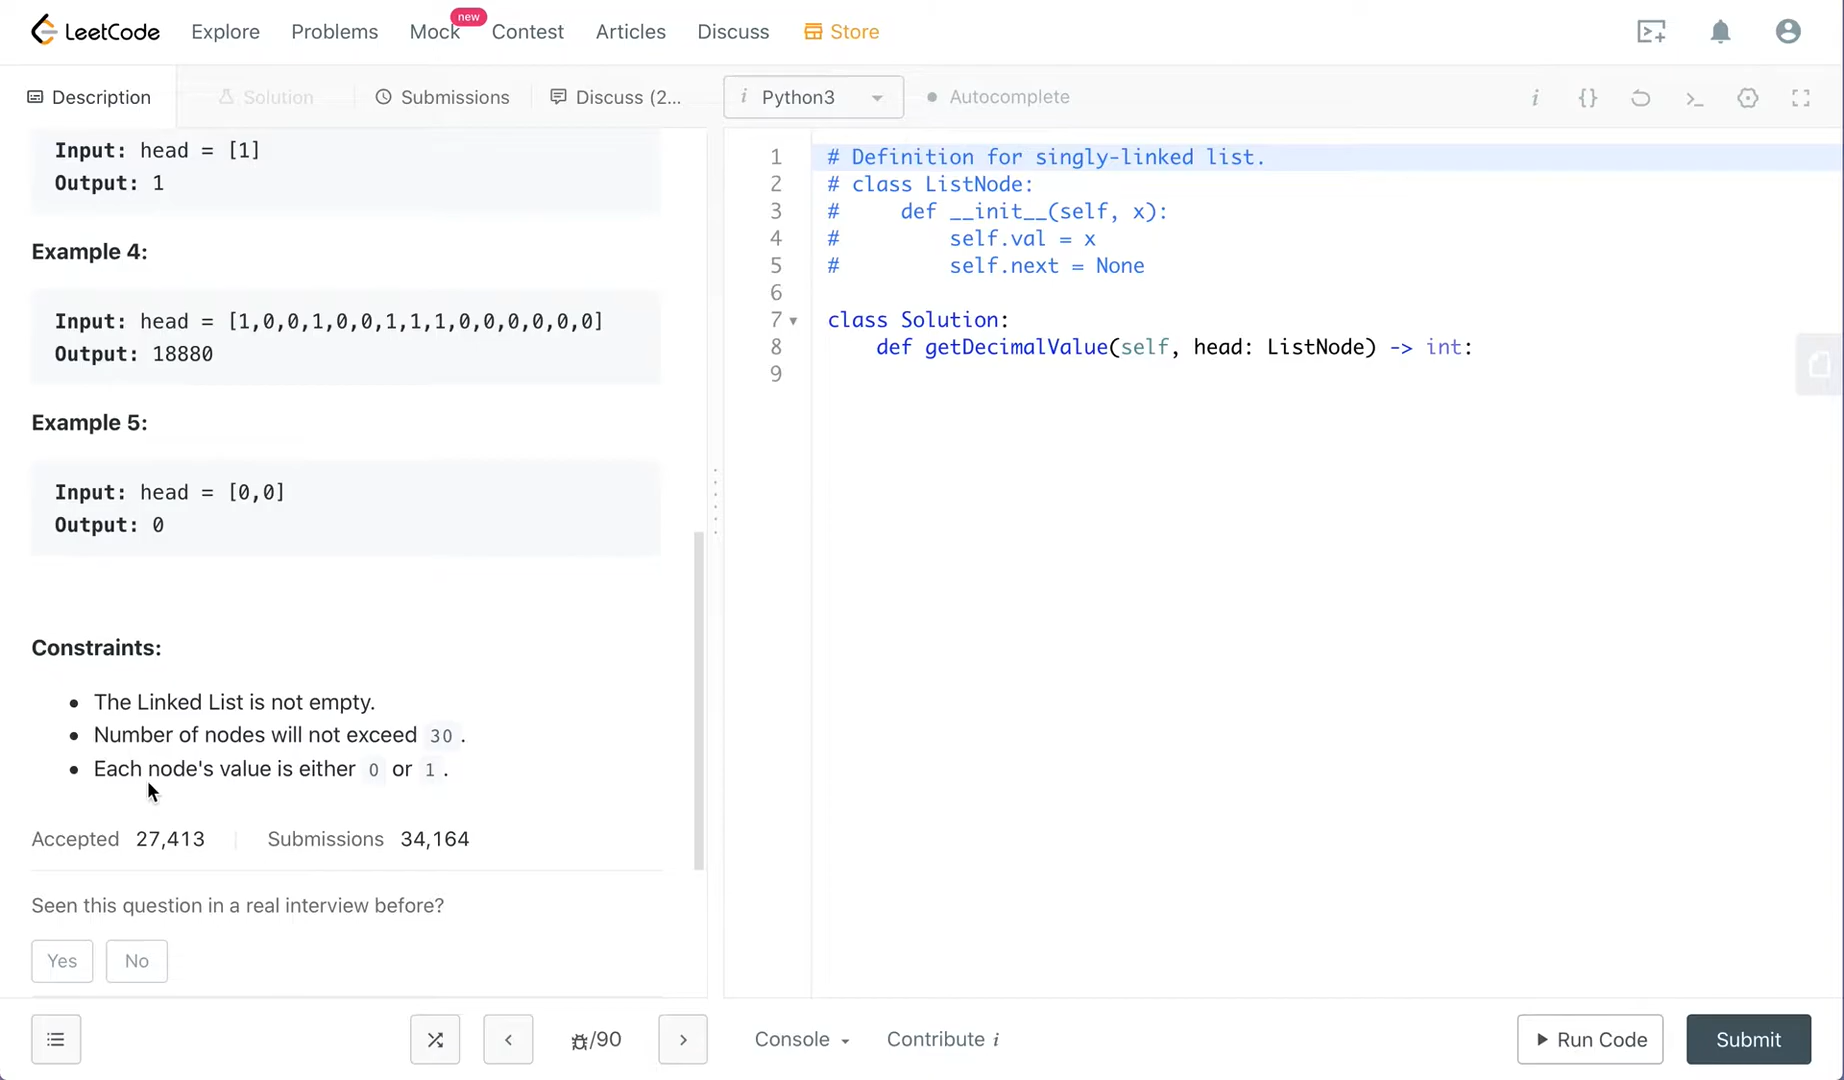 LeetCode Explore Problems Mock new Contest Articles Discuss Store
Description Solution Submissions Discuss (2... i Python3 Autocomplete i {}
Input: head = [1]
Output: 1
Example 4:
Input: head = [1,0,0,1,0,0,1,1,1,0,0,0,0,0,0]
Output: 18880
Example 5:
Input: head = [0,0]
Output: 0
Constraints:
• The Linked List is not empty.
• Number of nodes will not exceed 30 .
• Each node's value is either 0 or 1 .
Accepted 27,413 Submissions 34,164
Seen this question in a real interview before?
Yes No
1 # Definition for singly-linked list.
2 # class ListNode:
3 #     def __init__(self, x):
4 #         self.val = x
5 #         self.next = None
6
7 class Solution:
8     def getDecimalValue(self, head: ListNode) -> int:
9
/90 Console Contribute i Run Code Submit